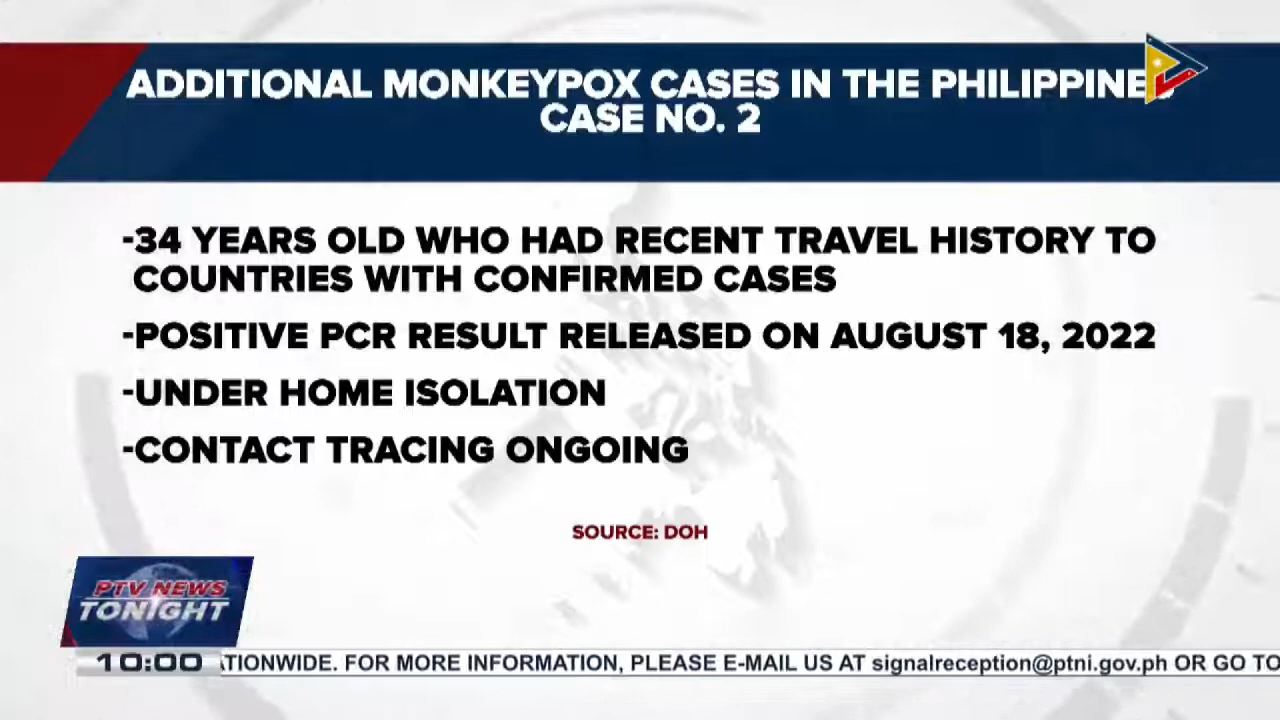 ADDITIONAL MONKEYPOX CASES IN THE PHILIPPINES
CASE NO. 2
-34 YEARS OLD WHO HAD RECENT TRAVEL HISTORY TO
COUNTRIES WITH CONFIRMED CASES
-POSITIVE PCR RESULT RELEASED ON AUGUST 18, 2022
-UNDER HOME ISOLATION
-CONTACT TRACING ONGOING
SOURCE: DOH
PTV NEWS
TONIGHT
10:00
ATIONWIDE. FOR MORE INFORMATION, PLEASE E-MAIL US AT signalreception@ptni.gov.ph OR GO TO